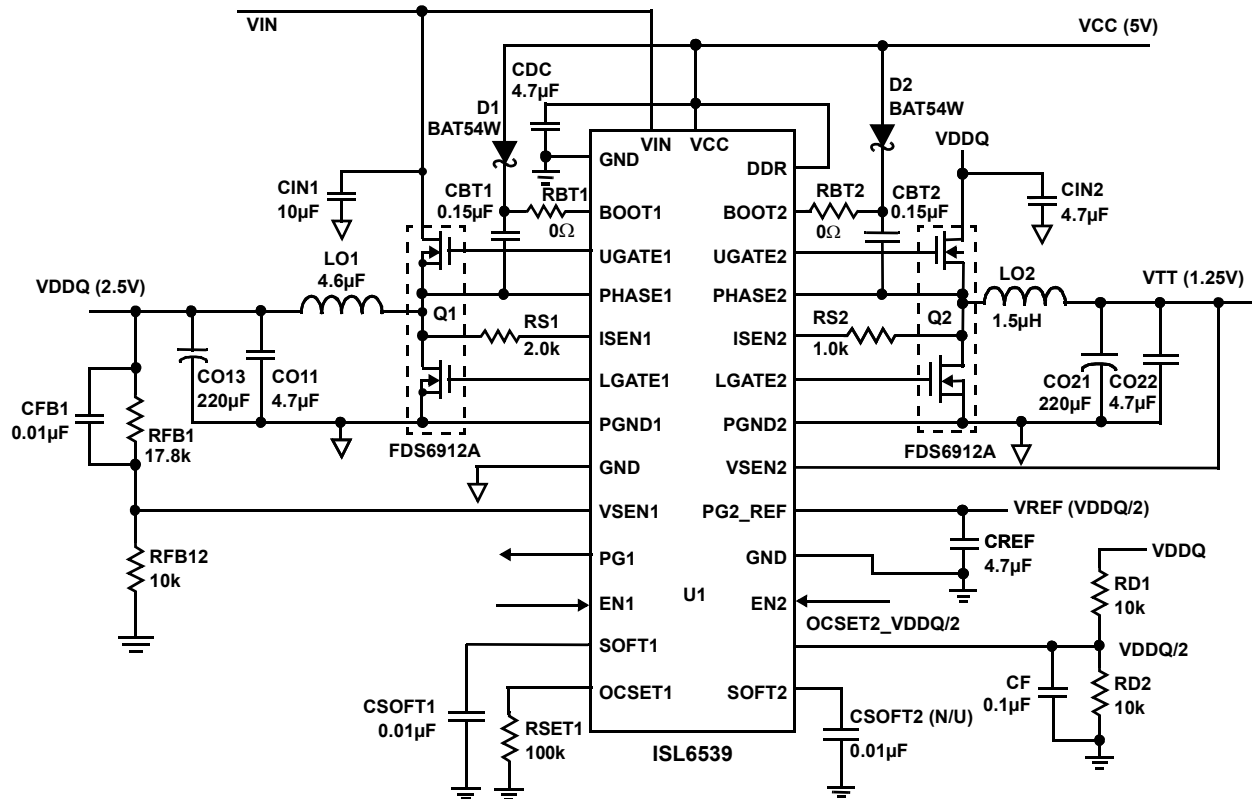 VIN
VCC (5V)
CDC
4.7µF
D1
BAT54W
D2
BAT54W
VIN
VCC
VDDQ
GND
DDR
CIN1
10µF
CBT1
0.15µF
RBT1
0Ω
BOOT1
BOOT2
RBT2
0Ω
CBT2
0.15µF
CIN2
4.7µF
UGATE1
UGATE2
LO1
4.6µF
VDDQ (2.5V)
PHASE1
PHASE2
LO2
1.5µH
VTT (1.25V)
Q1
RS1
2.0k
ISEN1
ISEN2
RS2
1.0k
Q2
CO13
220µF
CO11
4.7µF
LGATE1
LGATE2
CO21
220µF
CO22
4.7µF
CFB1
0.01µF
RFB1
17.8k
PGND1
PGND2
FDS6912A
FDS6912A
GND
VSEN2
VSEN1
PG2_REF
VREF (VDDQ/2)
RFB12
10k
PG1
GND
CREF
4.7µF
VDDQ
U1
EN1
EN2
RD1
10k
OCSET2_VDDQ/2
SOFT1
VDDQ/2
OCSET1
SOFT2
CF
0.1µF
RD2
10k
CSOFT1
0.01µF
RSET1
100k
CSOFT2 (N/U)
0.01µF
ISL6539